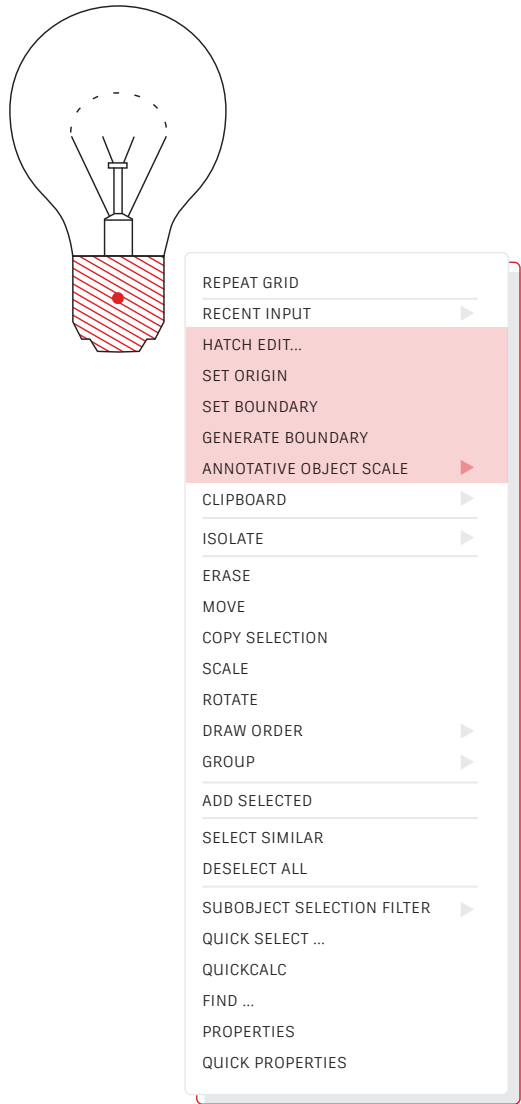 REPEAT GRID
RECENT INPUT
HATCH EDIT...
SET ORIGIN
SET BOUNDARY
GENERATE BOUNDARY
ANNOTATIVE OBJECT SCALE
CLIPBOARD
ISOLATE
ERASE
MOVE
COPY SELECTION
SCALE
ROTATE
DRAW ORDER
GROUP
ADD SELECTED
SELECT SIMILAR
DESELECT ALL
SUBOBJECT SELECTION FILTER
QUICK SELECT ...
QUICKCALC
FIND ...
PROPERTIES
QUICK PROPERTIES